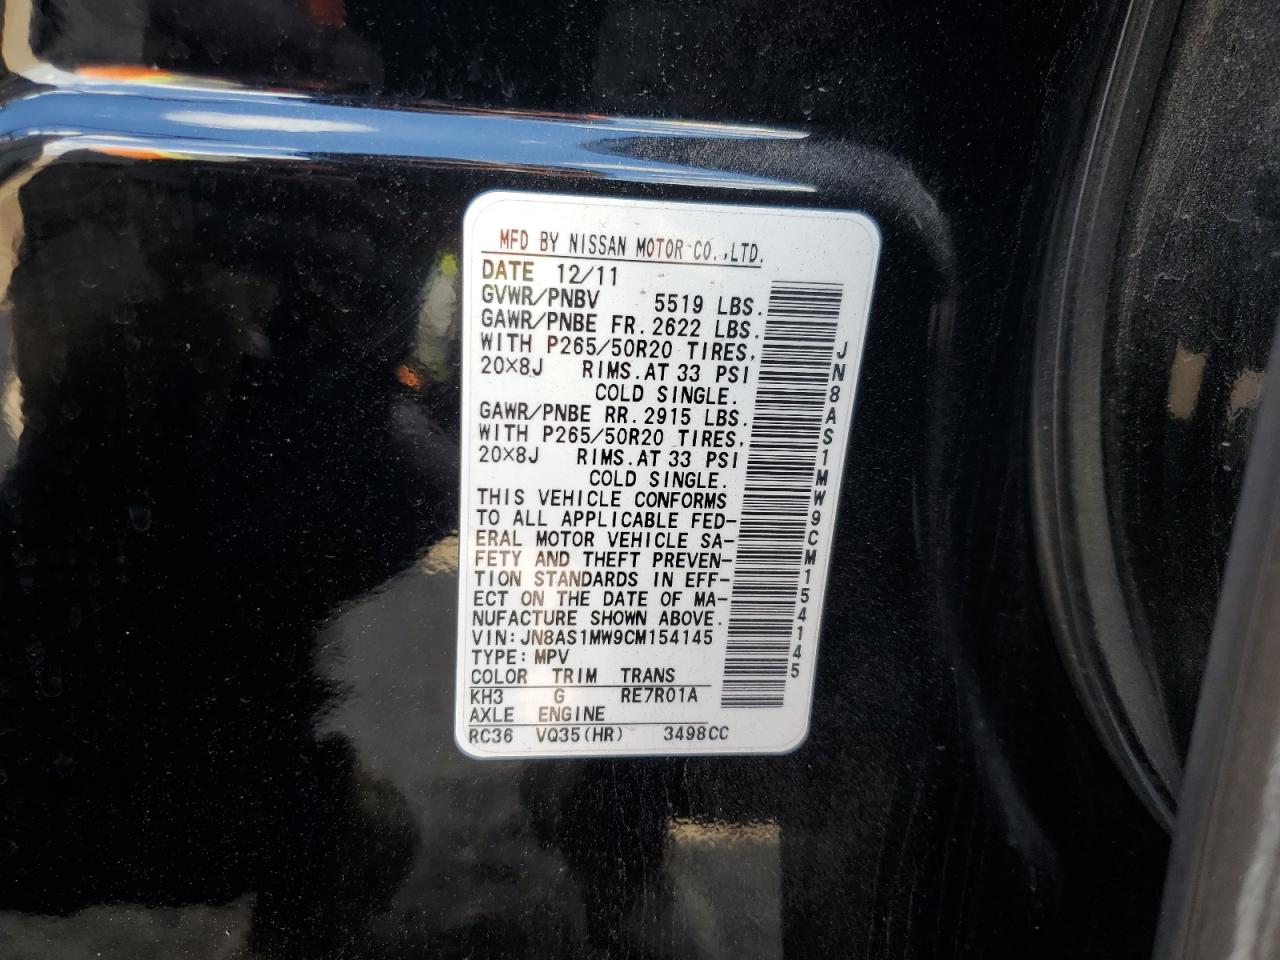 MFD BY NISSAN MOTOR CO.,LTD.
DATE 12/11
GVWR/PNBV 5519 LBS.
GAWR/PNBE FR. 2622 LBS.
WITH P265/50R20 TIRES,
20×8J RIMS. AT 33 PSI
COLD SINGLE.
GAWR/PNBE RR. 2915 LBS.
WITH P265/50R20 TIRES,
20×8J RIMS. AT 33 PSI
COLD SINGLE.
THIS VEHICLE CONFORMS
TO ALL APPLICABLE FED-
ERAL MOTOR VEHICLE SA-
FETY AND THEFT PREVEN-
TION STANDARDS IN EFF-
ECT ON THE DATE OF MA-
NUFACTURE SHOWN ABOVE.
VIN: JN8AS1MW9CM154145
TYPE: MPV
COLOR TRIM TRANS
KH3 G RE7R01A
AXLE ENGINE
RC36 VQ35(HR) 3498CC
JN8AS1MW9CM154145